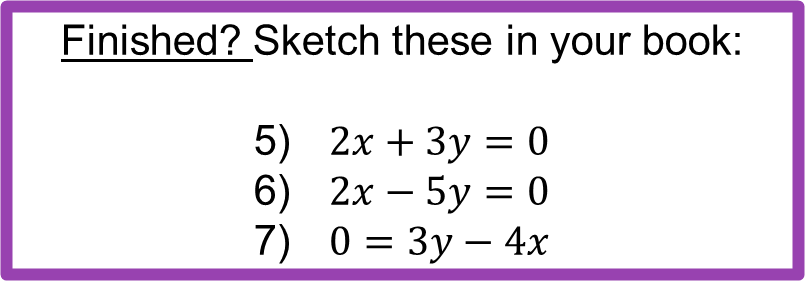 Finished? Sketch these in your book:
5) 2x + 3y = 0
6) 2x − 5y = 0
7) 0 = 3y − 4x